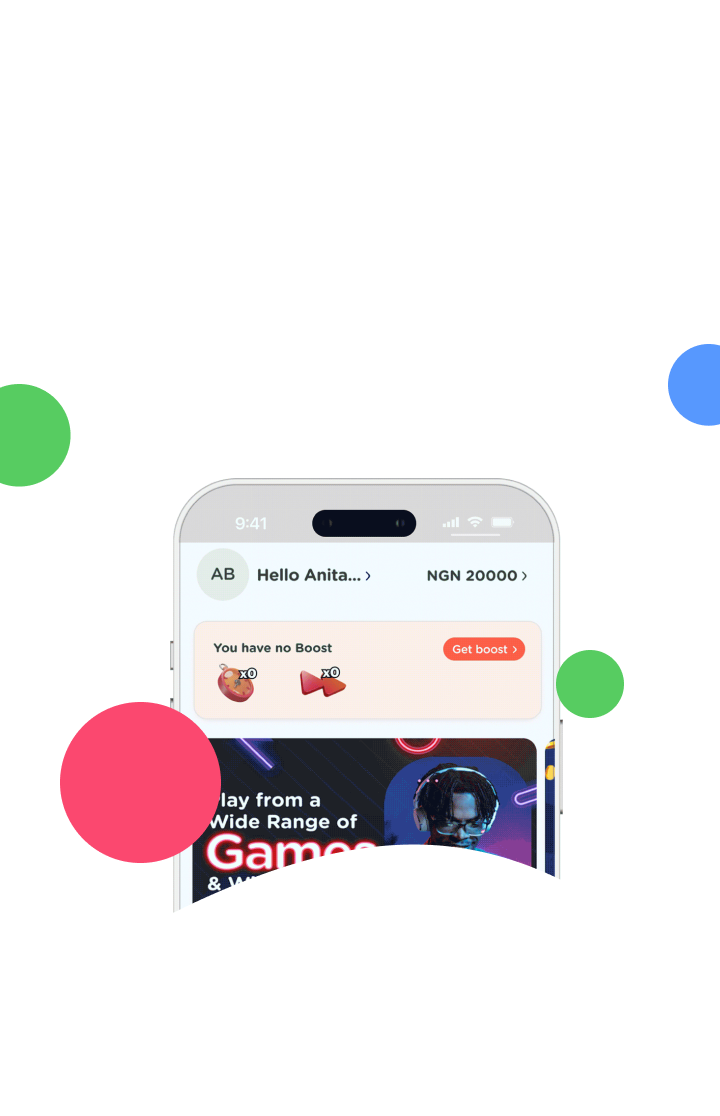 9:41
AB
Hello Anita... ›
NGN 20000 ›
You have no Boost
Get boost ›
x0
x0
lay from a
Wide Range of
Games
&